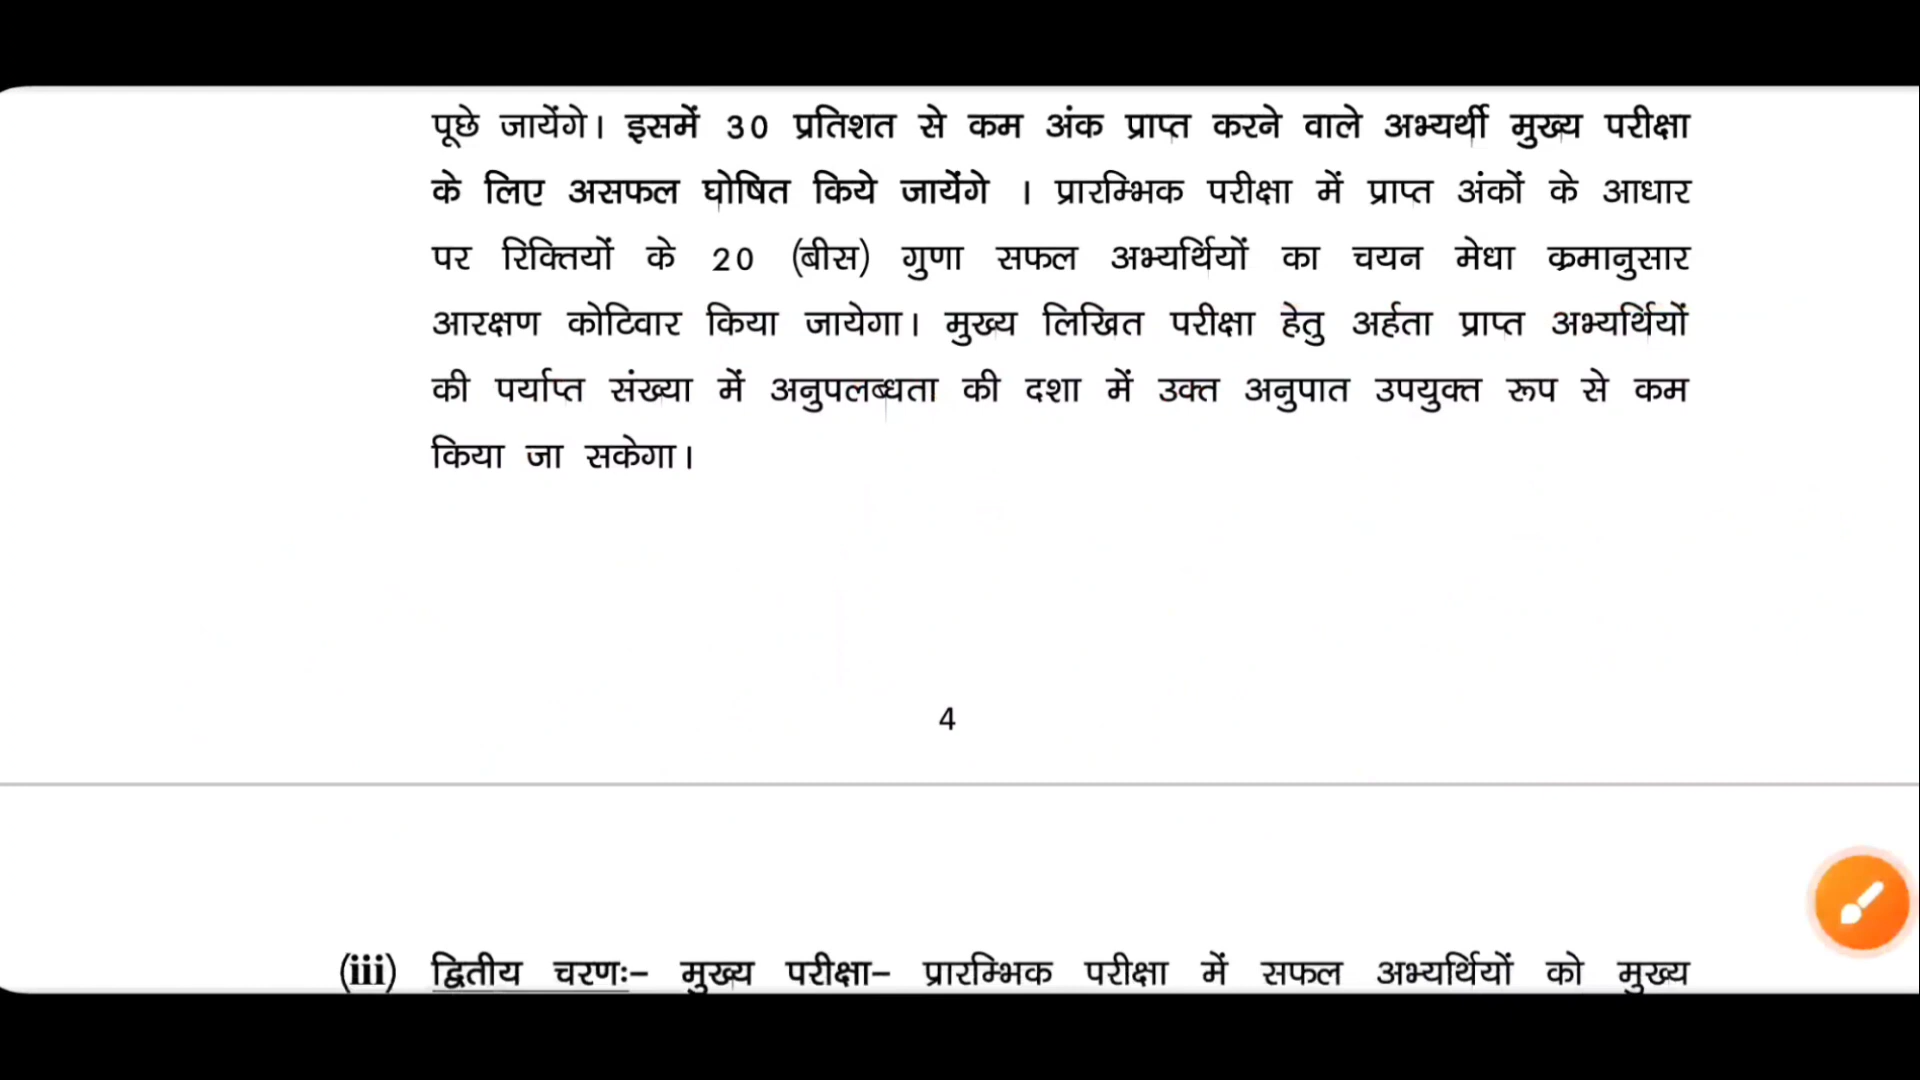 पूछे जायेंगे। इसमें 30 प्रतिशत से कम अंक प्राप्त करने वाले अभ्यर्थी मुख्य परीक्षा
के लिए असफल घोषित किये जायेंगे । प्रारम्भिक परीक्षा में प्राप्त अंकों के आधार
पर रिक्तियों के 20 (बीस) गुणा सफल अभ्यर्थियों का चयन मेधा क्रमानुसार
आरक्षण कोटिवार किया जायेगा। मुख्य लिखित परीक्षा हेतु अर्हता प्राप्त अभ्यर्थियों
की पर्याप्त संख्या में अनुपलब्धता की दशा में उक्त अनुपात उपयुक्त रूप से कम
किया जा सकेगा।
4
(iii) द्वितीय चरणः– मुख्य परीक्षा– प्रारम्भिक परीक्षा में सफल अभ्यर्थियों को मुख्य